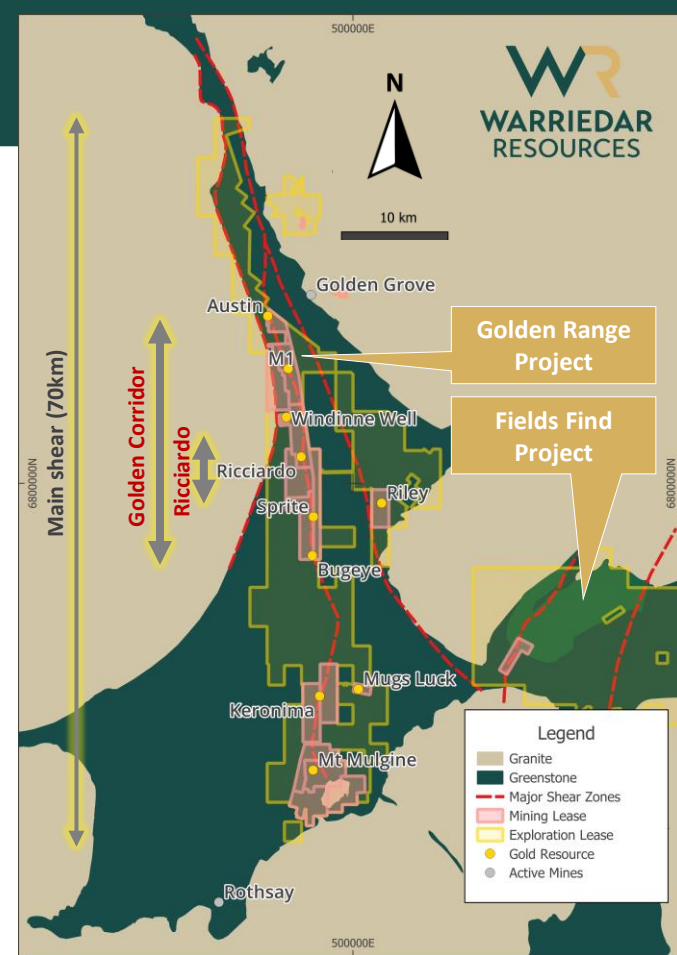 500000E
WR
WARRIEDAR
RESOURCES
N
10 km
Golden Grove
Austin
Golden Range
Project
M1
Main shear (70km)
Golden Corridor
Ricciardo
Windinne Well
Fields Find
Project
Ricciardo
6800000N
6800000N
Riley
Sprite
Bugeye
Mugs Luck
Keronima
Mt Mulgine
Rothsay
Legend
Granite
Greenstone
Major Shear Zones
Mining Lease
Exploration Lease
Gold Resource
Active Mines
500000E